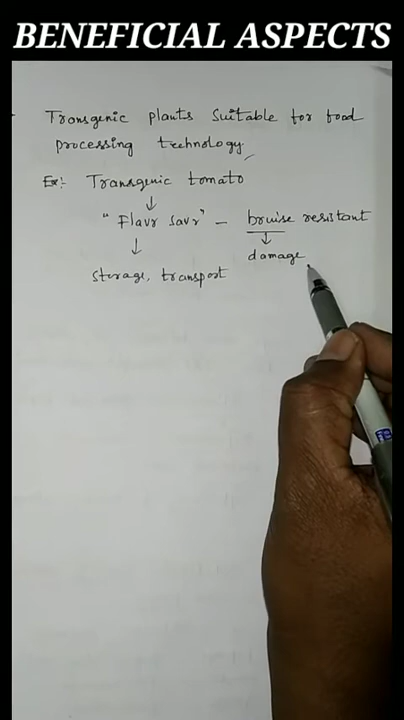 BENEFICIAL ASPECTS
Transgenic plants suitable for food
processing technology
Ex:- Transgenic tomato
↓
"Flavr savr" - bruise resistant
↓ ↓
damage
storage, transport